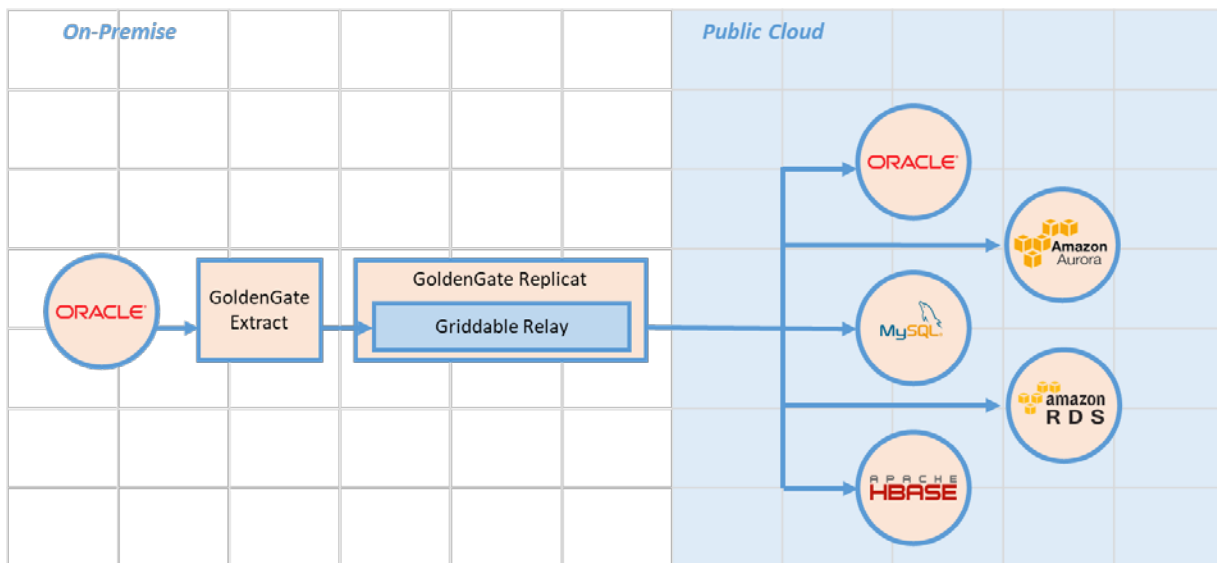 On-Premise
Public Cloud
ORACLE
GoldenGate
Extract
GoldenGate Replicat
Griddable Relay
ORACLE
Amazon
Aurora
MySQL
amazon
RDS
APACHE
HBASE